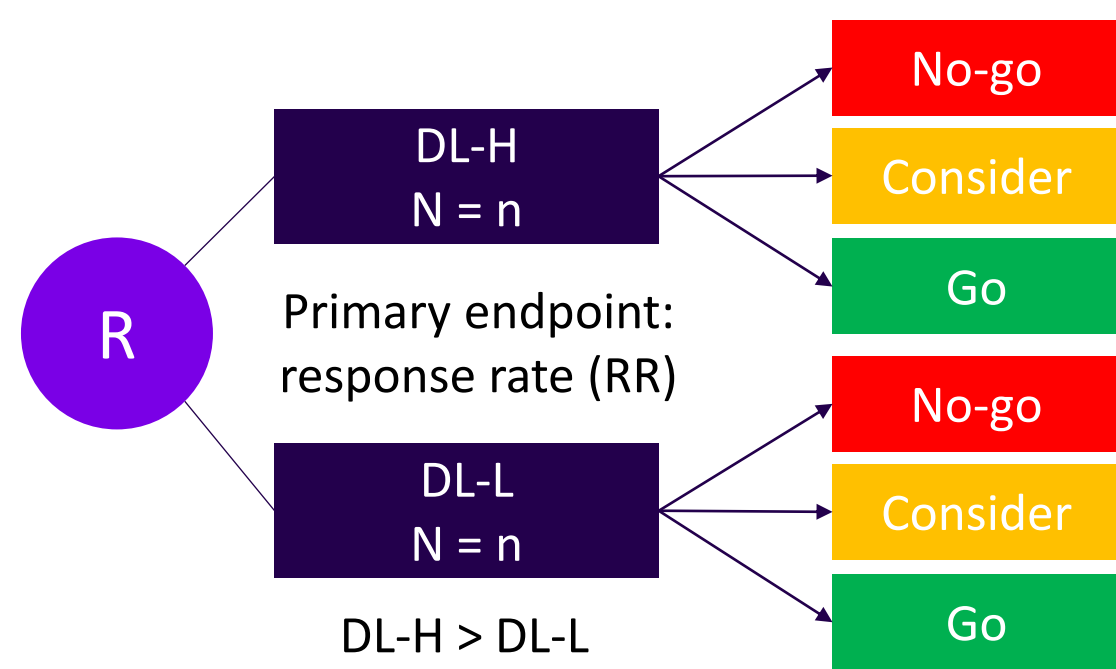 R
DL-H
N = n
Primary endpoint:
response rate (RR)
DL-L
N = n
DL-H > DL-L
No-go
Consider
Go
No-go
Consider
Go